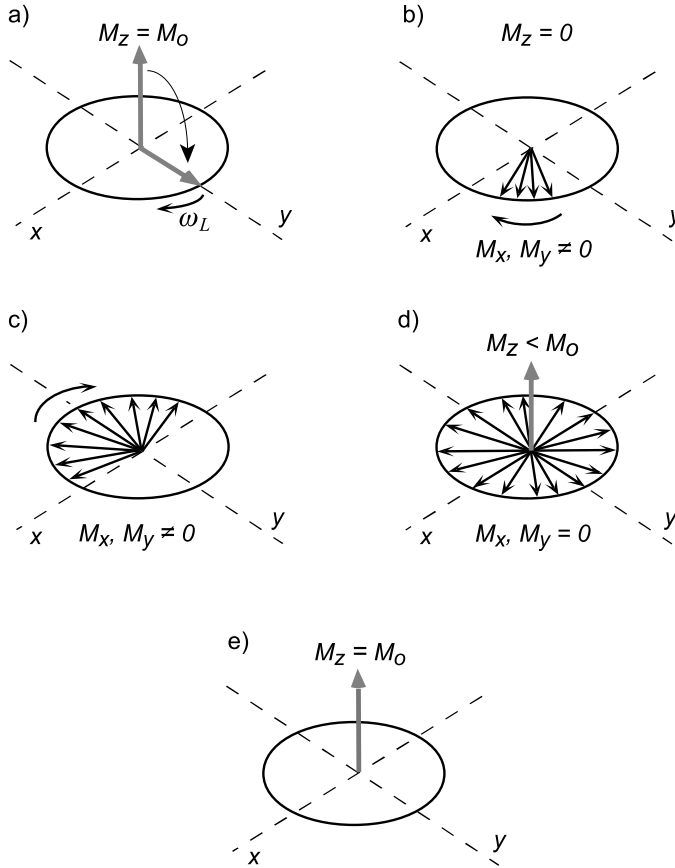 a)
M_z = M_o
ω_L
x
y
b)
M_z = 0
x
y
M_x, M_y ≠ 0
c)
x
y
M_x, M_y ≠ 0
d)
M_z < M_o
x
y
M_x, M_y = 0
e)
M_z = M_o
x
y